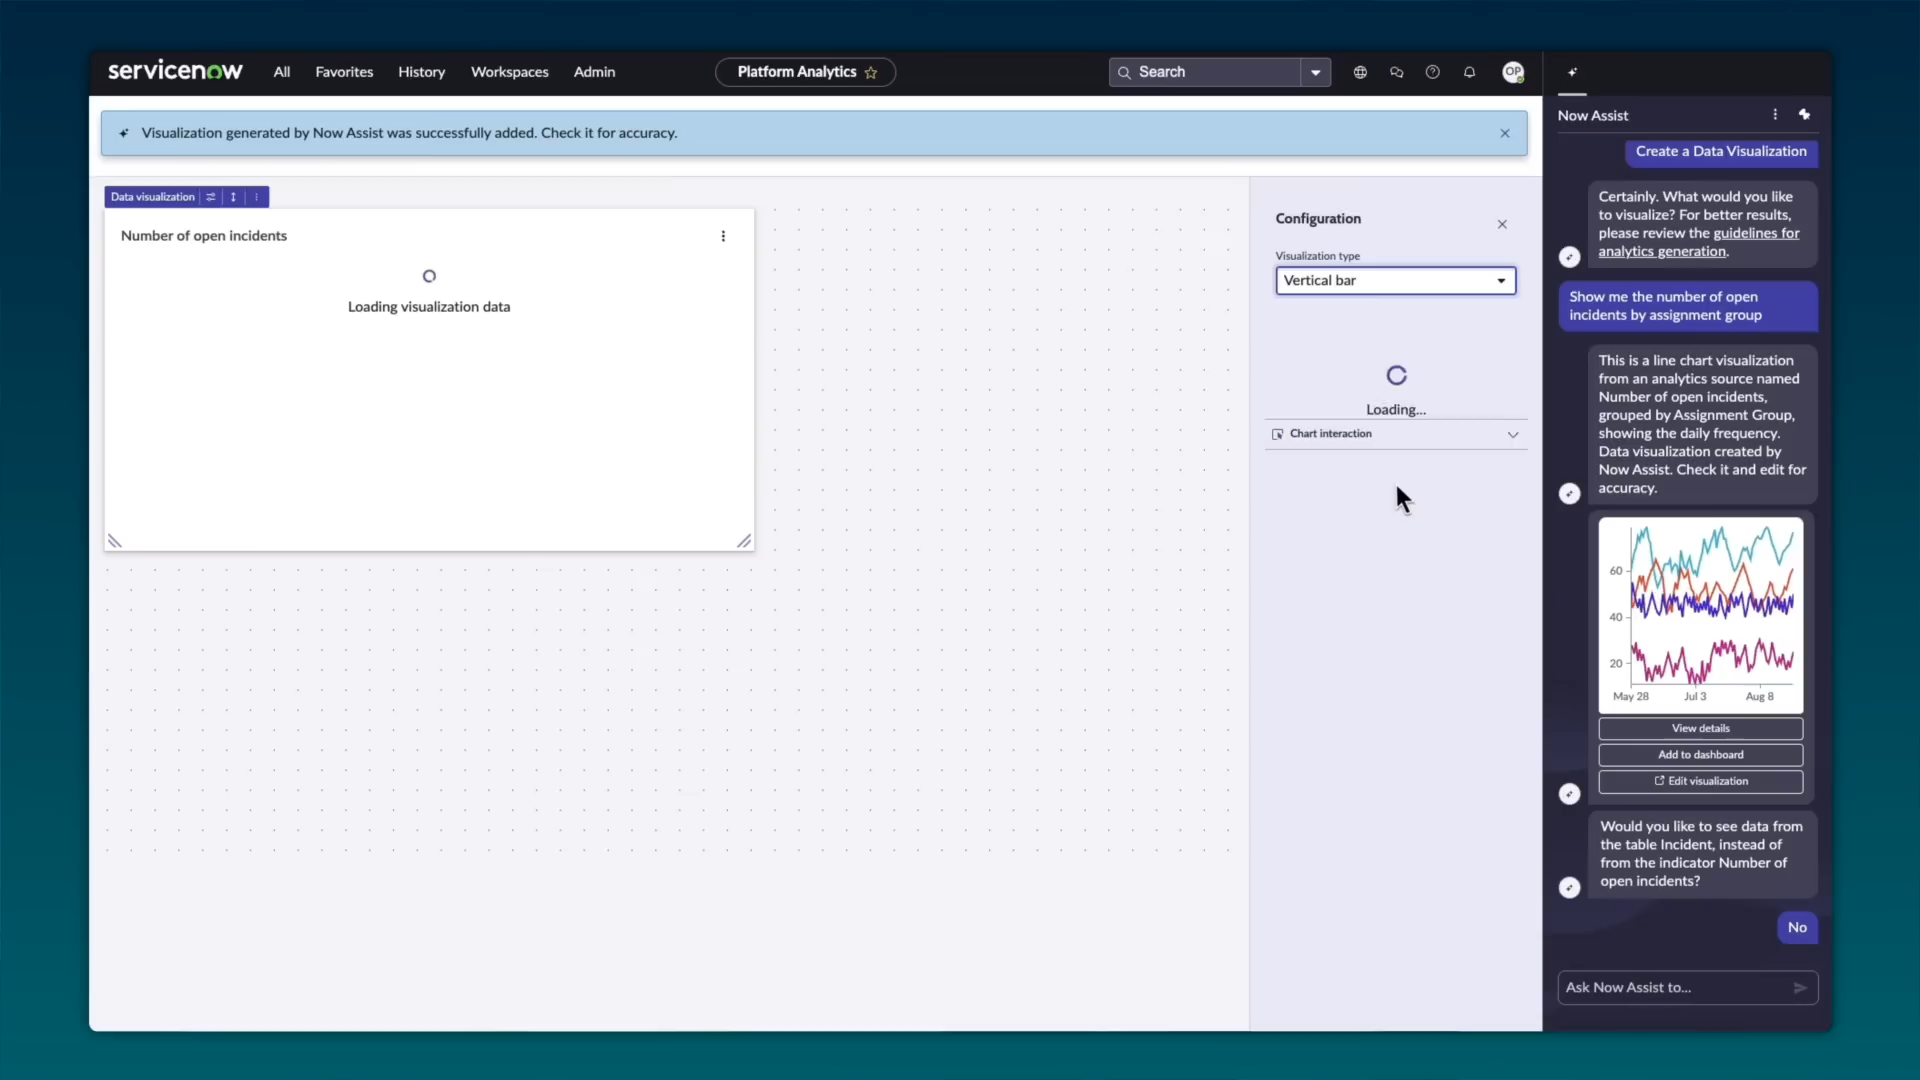 servicenow
All
Favorites
History
Workspaces
Admin
Platform Analytics
Search
OP
Visualization generated by Now Assist was successfully added. Check it for accuracy.
Data visualization
Number of open incidents
Loading visualization data
Configuration
Visualization type
Vertical bar
Loading...
Chart interaction
Now Assist
Create a Data Visualization
Certainly. What would you like
to visualize? For better results,
please review the guidelines for
analytics generation.
Show me the number of open
incidents by assignment group
This is a line chart visualization
from an analytics source named
Number of open incidents,
grouped by Assignment Group,
showing the daily frequency.
Data visualization created by
Now Assist. Check it and edit for
accuracy.
60
40
20
May 28
Jul 3
Aug 8
View details
Add to dashboard
Edit visualization
Would you like to see data from
the table Incident, instead of
from the indicator Number of
open incidents?
No
Ask Now Assist to...